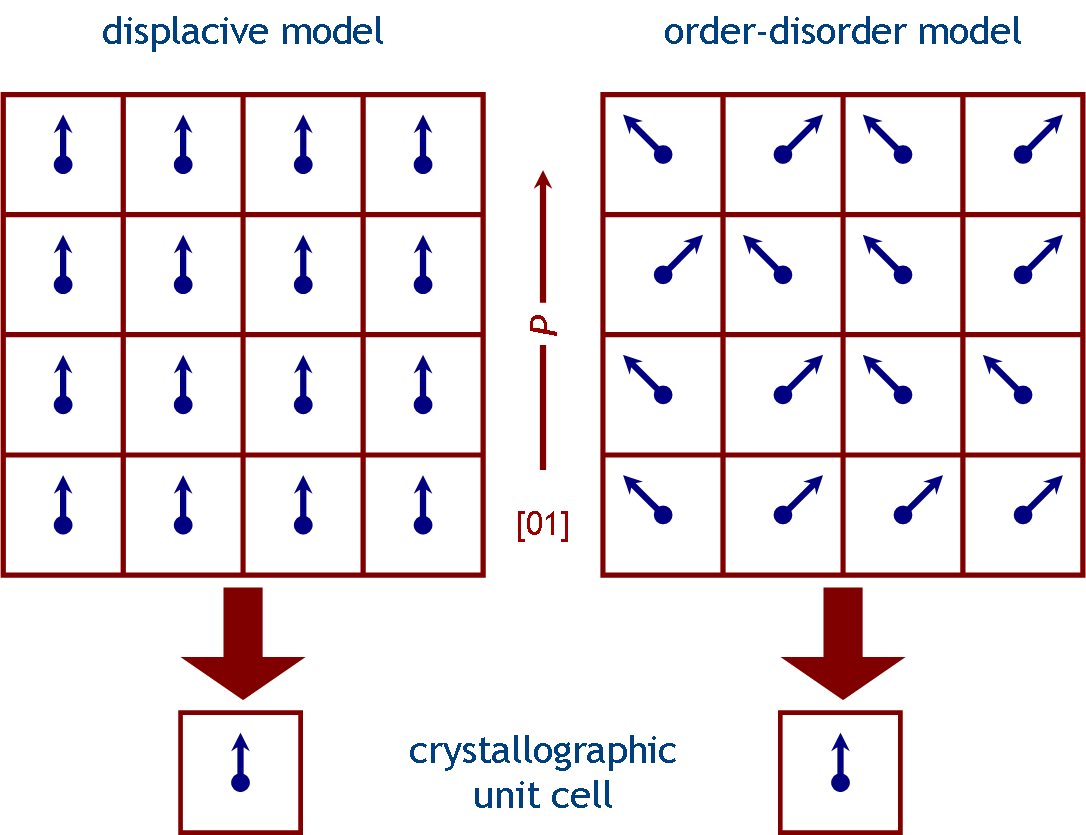 displacive model
order-disorder model
P
[01]
crystallographic
unit cell